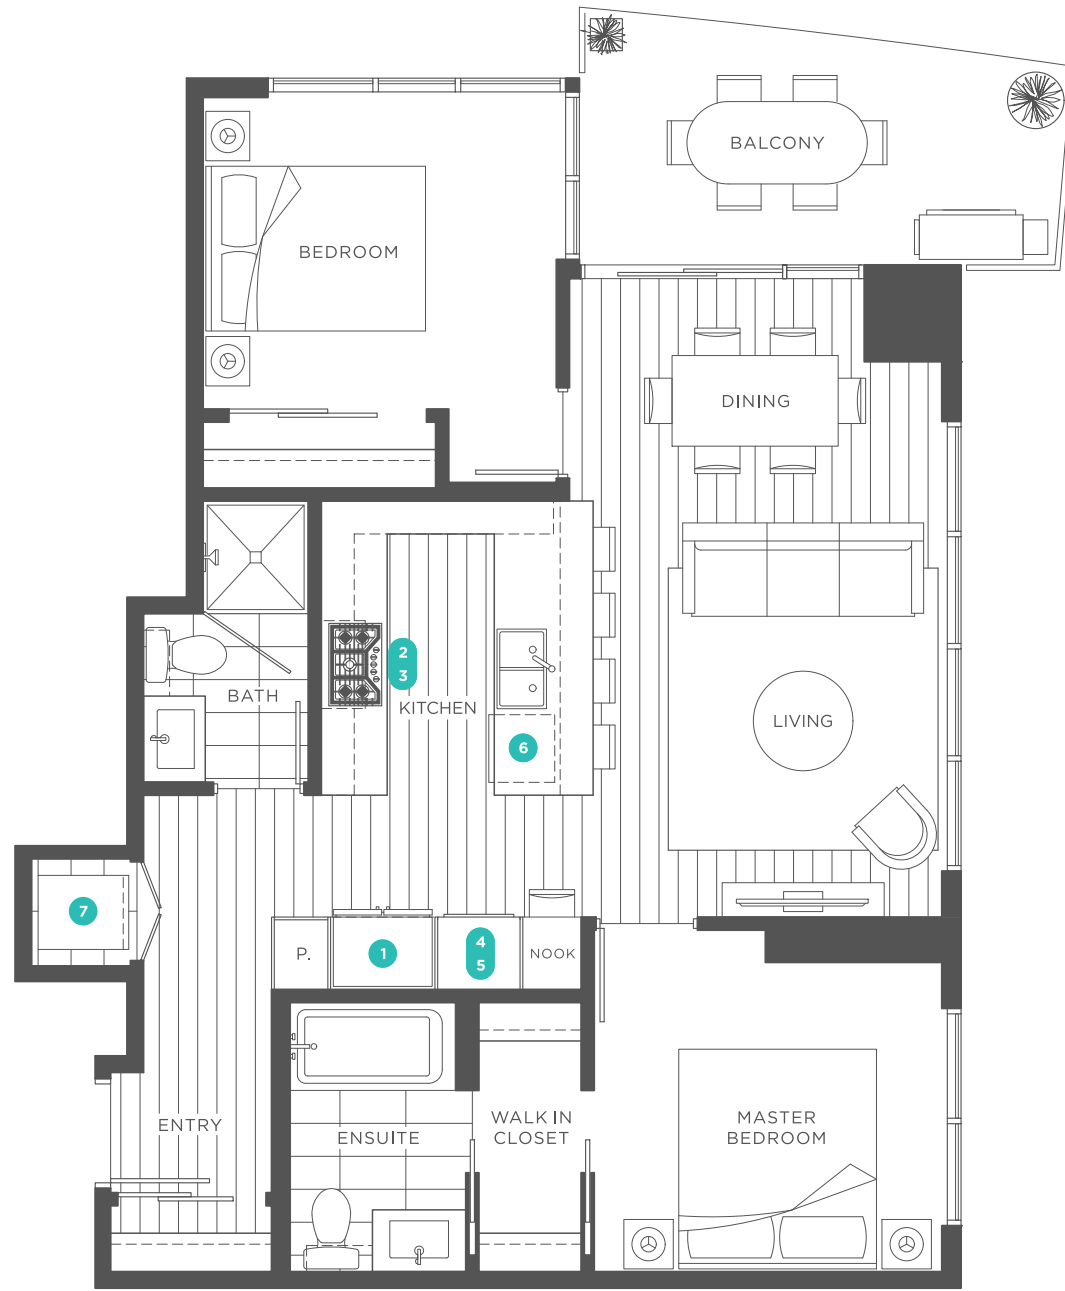 BALCONY
BEDROOM
DINING
2
3
BATH
KITCHEN
LIVING
6
7
P.
1
4
5
NOOK
ENTRY
ENSUITE
WALK IN
CLOSET
MASTER
BEDROOM